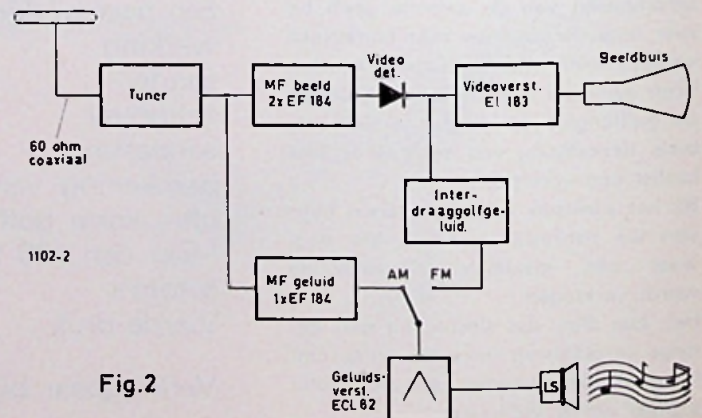 Tuner
MF beeld
2x EF 184
Video
det.
Videoverst.
El 183
Beeldbuis
60 ohm
coaxiaal
Inter-
draaggolfge-
luid.
1102-2
MF geluid
1x EF 184
AM
FM
Fig.2
Geluids-
verst.
ECL 82
LS